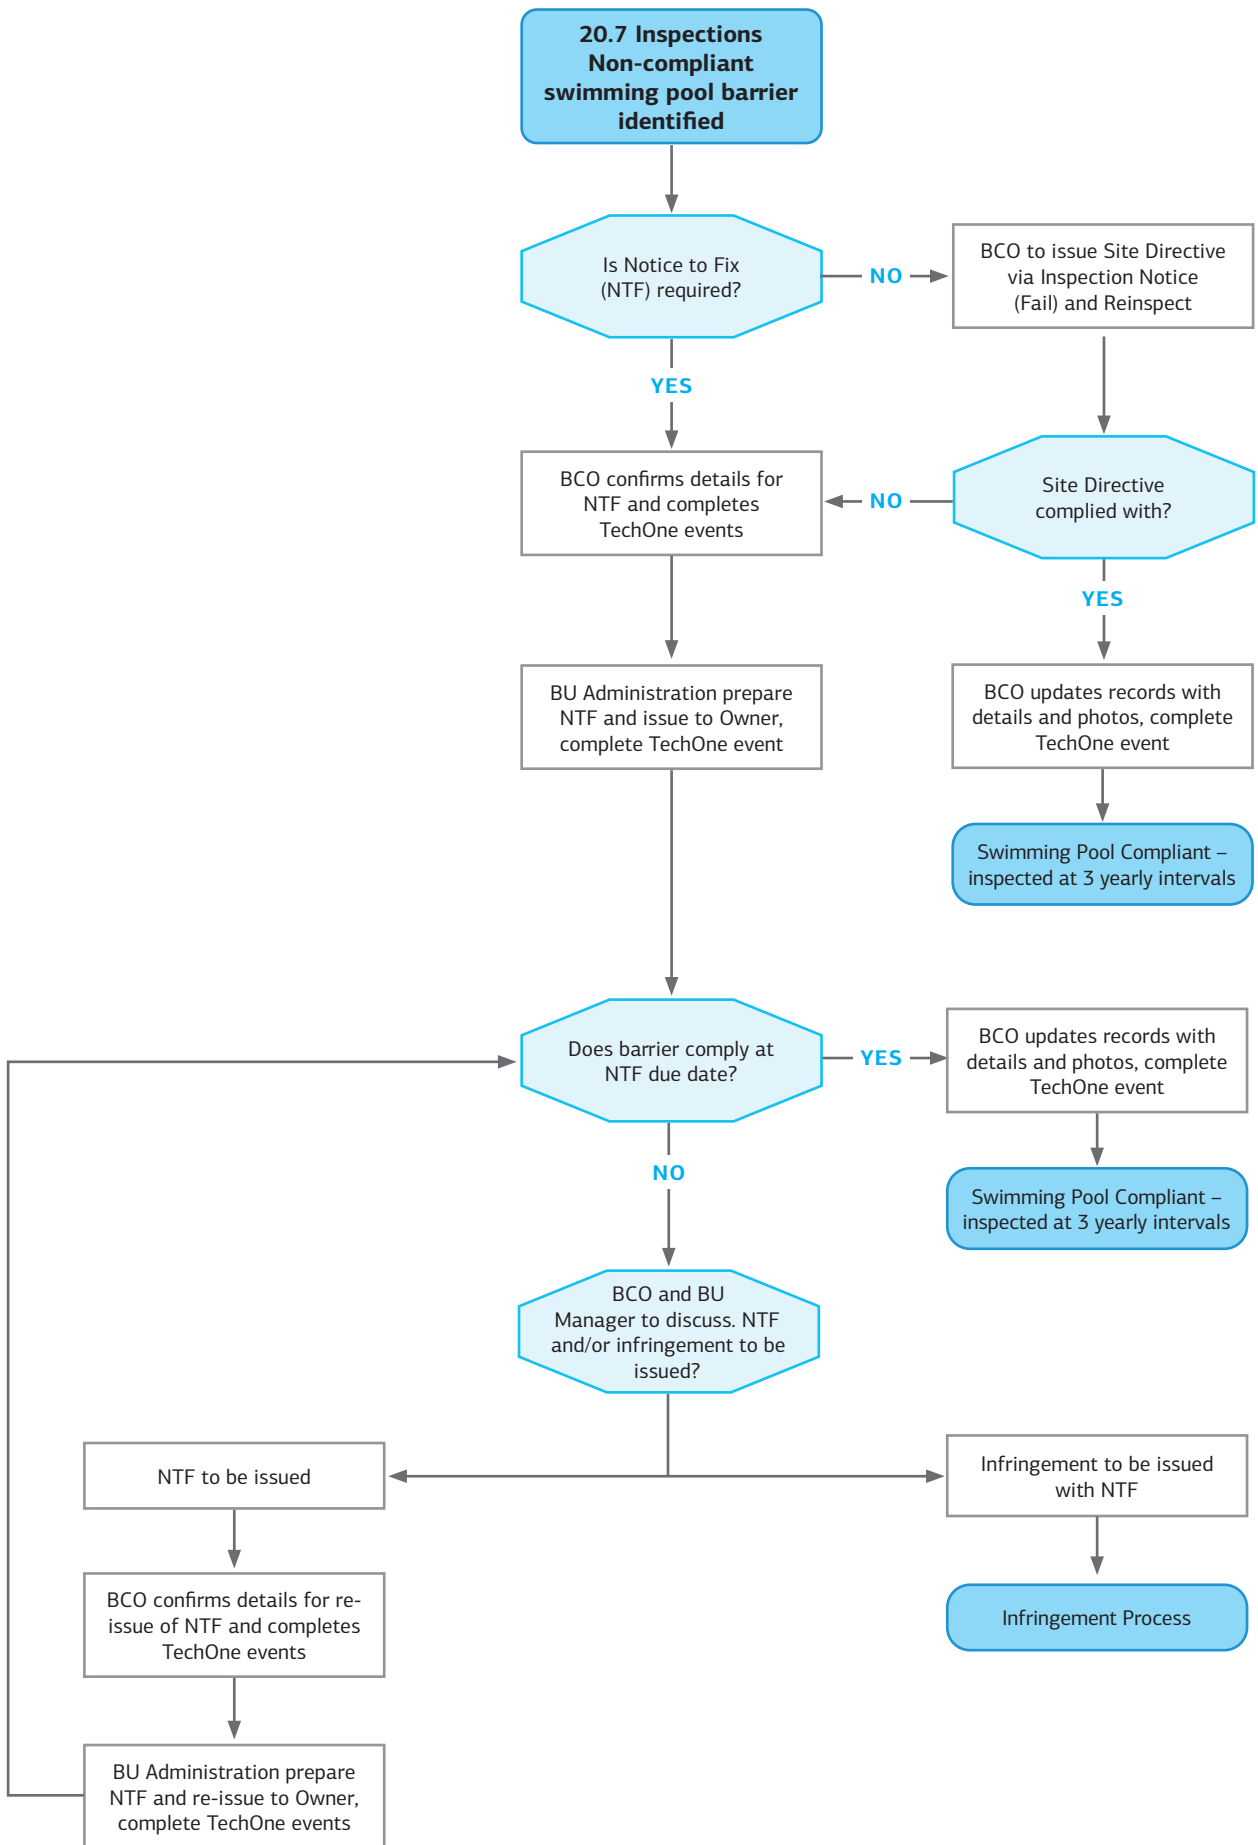 20.7 Inspections
Non-compliant
swimming pool barrier
identified
Is Notice to Fix
(NTF) required?
NO
BCO to issue Site Directive
via Inspection Notice
(Fail) and Reinspect
YES
BCO confirms details for
NTF and completes
TechOne events
NO
Site Directive
complied with?
YES
BU Administration prepare
NTF and issue to Owner,
complete TechOne event
BCO updates records with
details and photos, complete
TechOne event
Swimming Pool Compliant –
inspected at 3 yearly intervals
Does barrier comply at
NTF due date?
YES
BCO updates records with
details and photos, complete
TechOne event
Swimming Pool Compliant –
inspected at 3 yearly intervals
NO
BCO and BU
Manager to discuss. NTF
and/or infringement to be
issued?
NTF to be issued
Infringement to be issued
with NTF
BCO confirms details for re-
issue of NTF and completes
TechOne events
Infringement Process
BU Administration prepare
NTF and re-issue to Owner,
complete TechOne events